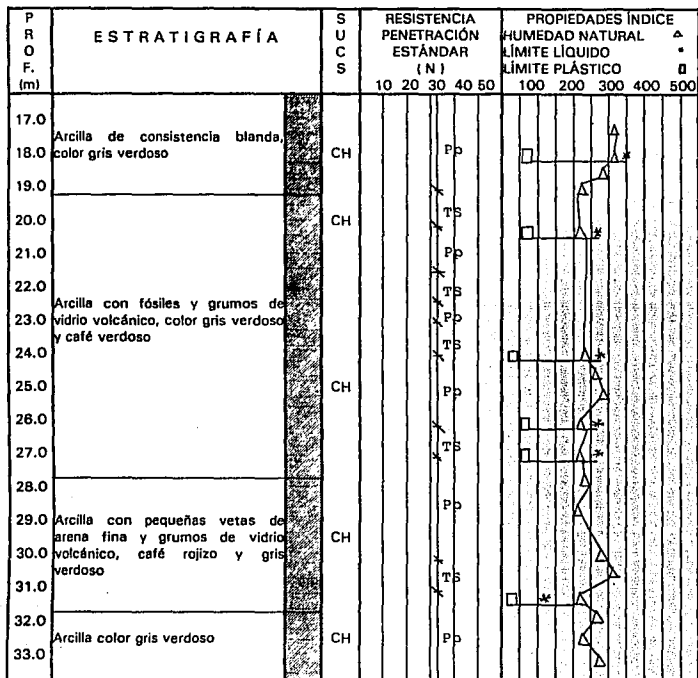 P
R
O
F.
(m)
ESTRATIGRAFÍA
S
U
C
S
RESISTENCIA
PENETRACIÓN
ESTÁNDAR
( N )
10 20 30 40 50
PROPIEDADES ÍNDICE
HUMEDAD NATURAL
LÍMITE LÍQUIDO *
LÍMITE PLÁSTICO
100 200 300 400 500
17.0
18.0
19.0
20.0
21.0
22.0
23.0
24.0
25.0
26.0
27.0
28.0
29.0
30.0
31.0
32.0
33.0
Arcilla de consistencia blanda,
color gris verdoso
Arcilla con fósiles y grumos de
vidrio volcánico, color gris verdoso
y café verdoso
Arcilla con pequeñas vetas de
arena fina y grumos de vidrio
volcánico, café rojizo y gris
verdoso
Arcilla color gris verdoso
CH
CH
CH
CH
CH
Pp
TS
Pp
TS
Pp
TS
Pp
TS
Pp
TS
Pp